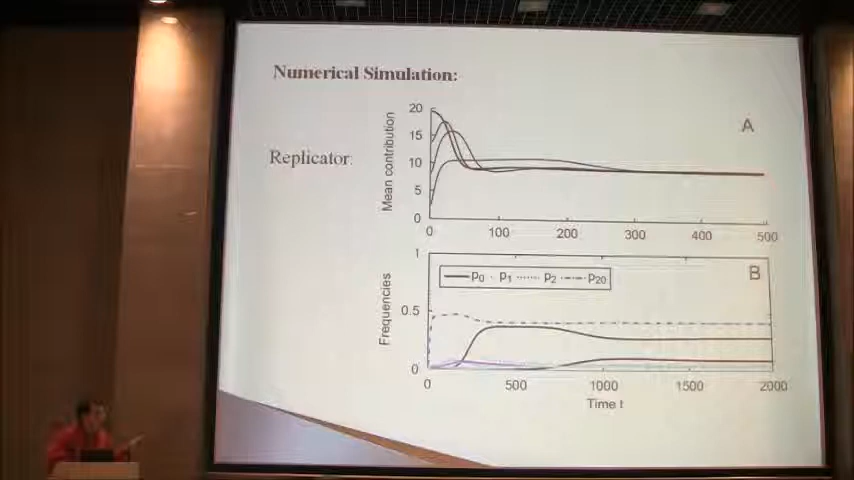 Numerical Simulation:
Replicator:
A
Mean contribution
20
15
10
5
0
0 100 200 300 400 500
B
Frequencies
1
0.5
0
p0 p1 p2 p20
0 500 1000 1500 2000
Time t